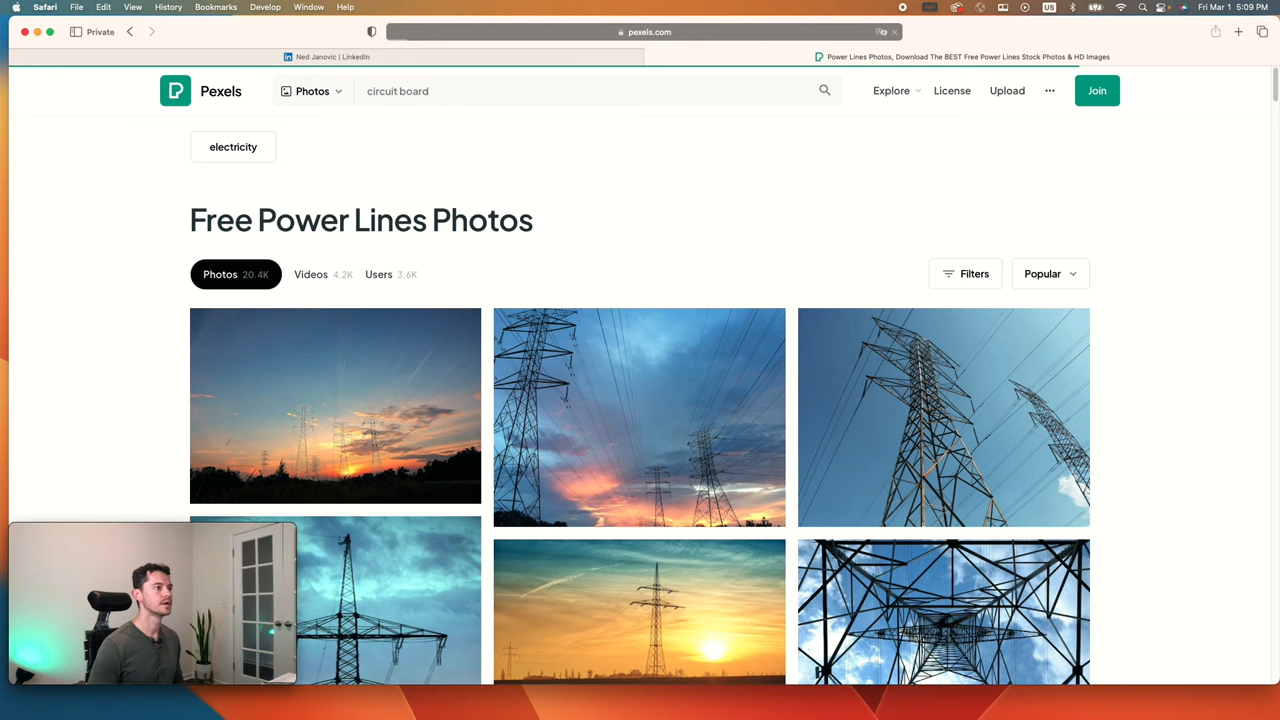 Safari File Edit View History Bookmarks Develop Window Help US Fri Mar 1 5:09 PM
Private pexels.com
Ned Janovic | LinkedIn Power Lines Photos, Download The BEST Free Power Lines Stock Photos & HD Images
Pexels Photos circuit board Explore License Upload ••• Join
electricity
Free Power Lines Photos
Photos 20.4K Videos 4.2K Users 3.6K Filters Popular